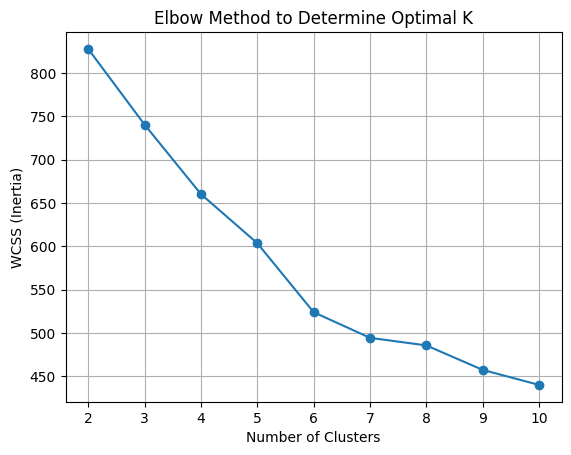 Elbow Method to Determine Optimal K
WCSS (Inertia)
800
750
700
650
600
550
500
450
2 3 4 5 6 7 8 9 10
Number of Clusters